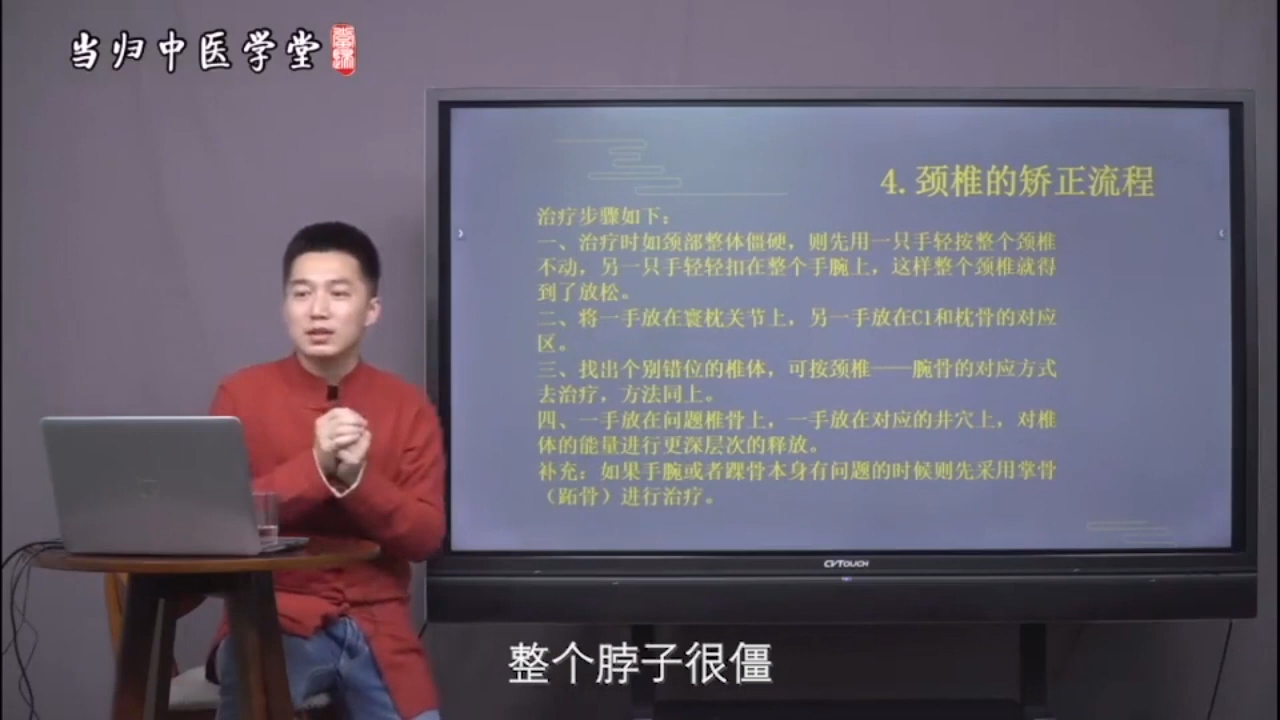 当归中医学堂
4.颈椎的矫正流程
治疗步骤如下：
一、治疗时如颈部整体僵硬，则先用一只手轻按整个颈椎
不动，另一只手轻轻扣在整个手腕上，这样整个颈椎就得
到了放松。
二、将一手放在寰枕关节上，另一手放在C1和枕骨的对应
区。
三、找出个别错位的椎体，可按颈椎——腕骨的对应方式
去治疗，方法同上。
四、一手放在问题椎骨上，一手放在对应的井穴上，对椎
体的能量进行更深层次的释放。
补充：如果手腕或者踝骨本身有问题的时候则先采用掌骨
（跖骨）进行治疗。
CVTOUCH
整个脖子很僵